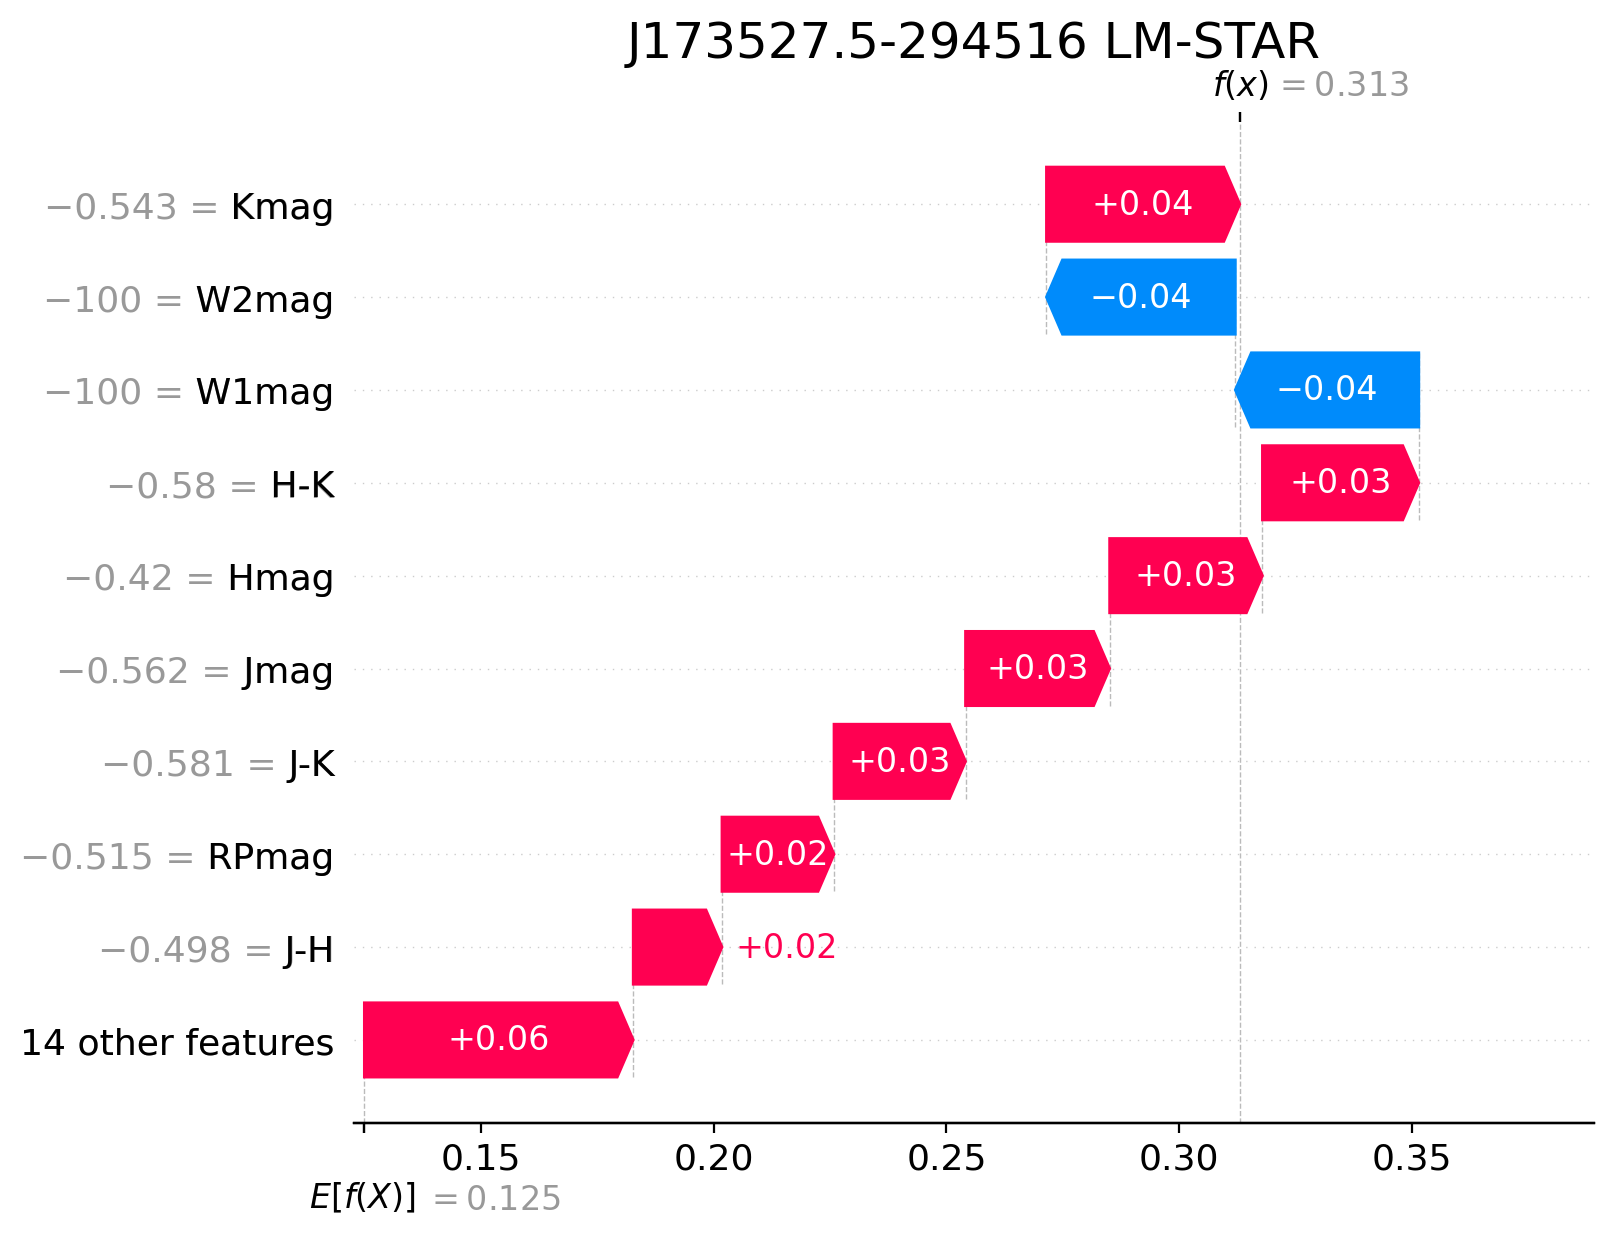 J173527.5-294516 LM-STAR
f(x) = 0.313
−0.543 = Kmag +0.04
−100 = W2mag −0.04
−100 = W1mag −0.04
−0.58 = H-K +0.03
−0.42 = Hmag +0.03
−0.562 = Jmag +0.03
−0.581 = J-K +0.03
−0.515 = RPmag +0.02
−0.498 = J-H +0.02
14 other features +0.06
0.15 0.20 0.25 0.30 0.35
E[f(X)] = 0.125